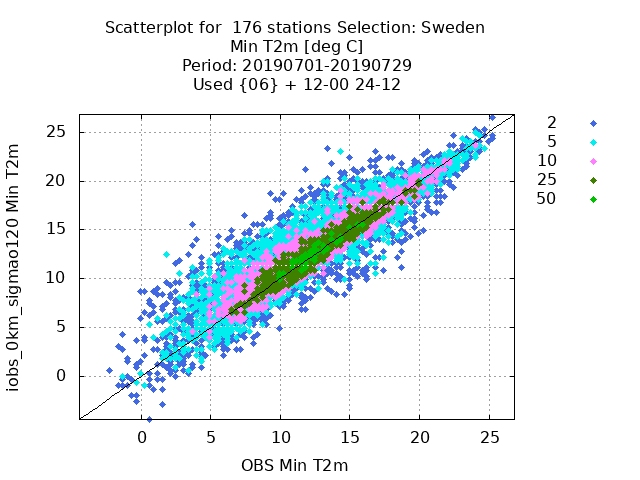 Scatterplot for  176 stations Selection: Sweden
Min T2m [deg C]
Period: 20190701-20190729
Used {06} + 12-00 24-12
2
5
10
25
50
25
20
15
10
5
0
iobs_0km_sigmao120 Min T2m
0 5 10 15 20 25
OBS Min T2m